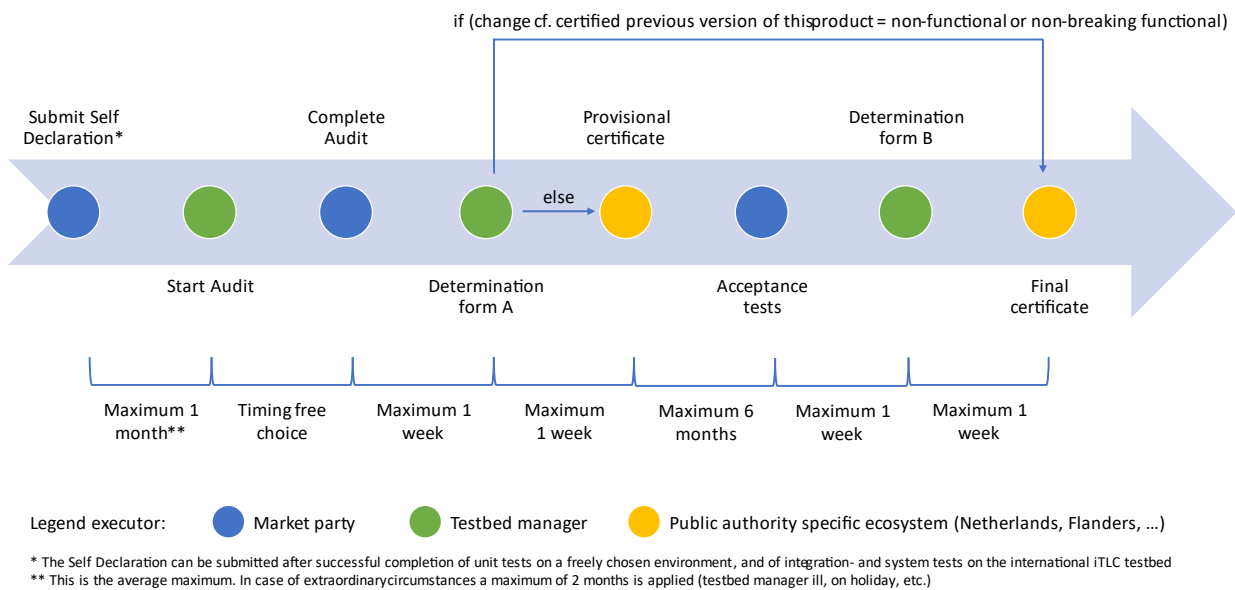 if (change cf. certified previous version of thisproduct = non-functional or non-breaking functional)
Submit Self
Declaration*
Complete
Audit
Provisional
certificate
Determination
form B
else
Start Audit
Determination
form A
Acceptance
tests
Final
certificate
Maximum 1
month**
Timing free
choice
Maximum 1
week
Maximum
1 week
Maximum 6
months
Maximum 1
week
Maximum 1
week
Legend executor:
Market party
Testbed manager
Public authority specific ecosystem (Netherlands, Flanders, ...)
* The Self Declaration can be submitted after successful completion of unit tests on a freely chosen environment, and of integration- and system tests on the international iTLC testbed
** This is the average maximum. In case of extraordinarycircumstances a maximum of 2 months is applied (testbed manager ill, on holiday, etc.)